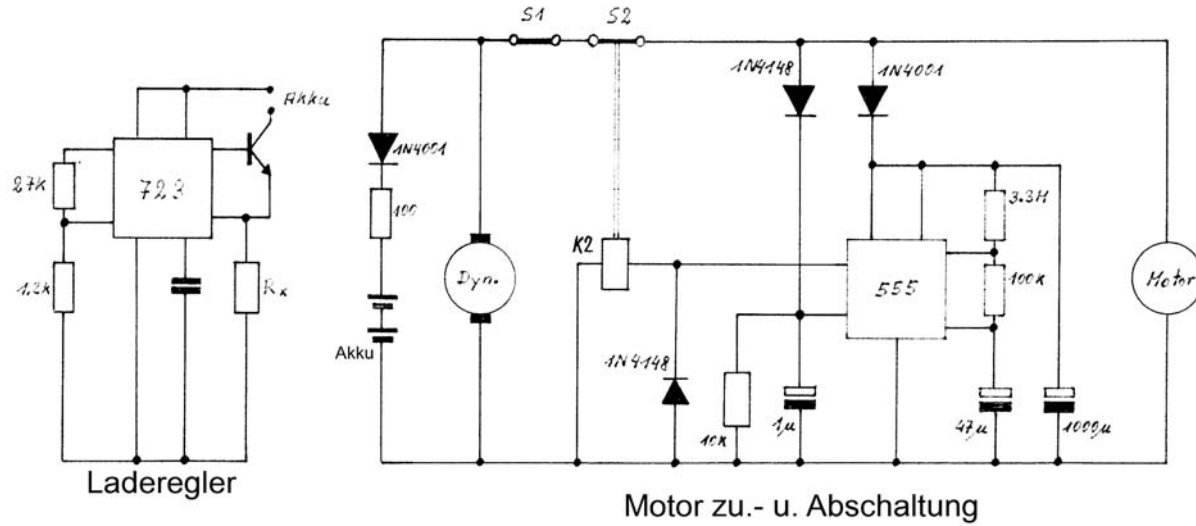 Akku
27k
723
1.2k
Rx
Laderegler
S1
S2
1N4001
100
Akku
Dyn.
K2
1N4148
1N4148
1N4001
3.3M
100k
555
10k
1µ
47µ
1000µ
Motor
Motor zu.- u. Abschaltung